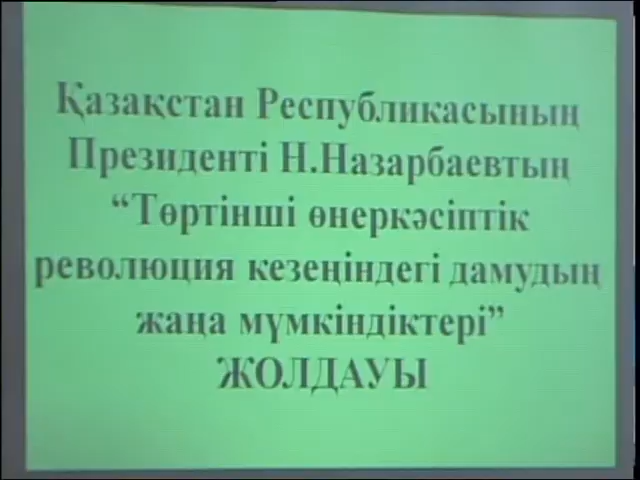 Қазақстан Республикасының
Президенті Н.Назарбаевтың
“Төртінші өнеркәсіптік
революция кезеңіндегі дамудың
жаңа мүмкіндіктері”
ЖОЛДАУЫ